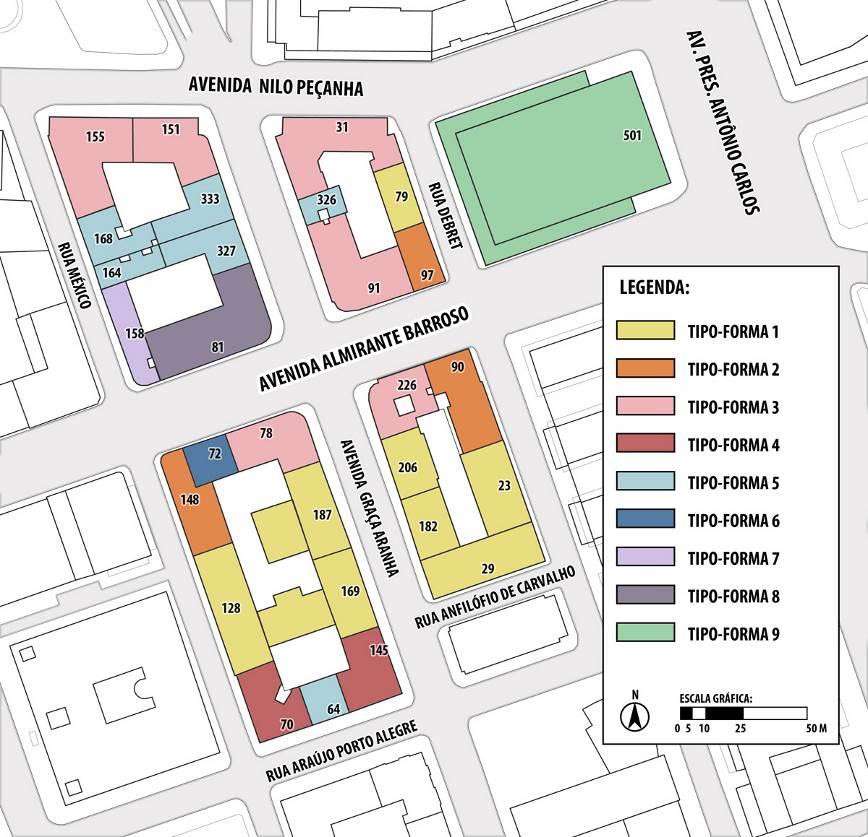 AVENIDA NILO PEÇANHA
AV. PRES. ANTÔNIO CARLOS
155
151
31
501
333
326
79
RUA DEBRET
168
327
RUA MÉXICO
164
97
91
158
81
AVENIDA ALMIRANTE BARROSO
226
90
78
72
AVENIDA GRAÇA ARANHA
206
148
23
187
182
29
169
128
RUA ANFILÓFIO DE CARVALHO
145
64
70
RUA ARAÚJO PORTO ALEGRE
LEGENDA:
TIPO-FORMA 1
TIPO-FORMA 2
TIPO-FORMA 3
TIPO-FORMA 4
TIPO-FORMA 5
TIPO-FORMA 6
TIPO-FORMA 7
TIPO-FORMA 8
TIPO-FORMA 9
N
ESCALA GRÁFICA:
0 5 10 25 50 M